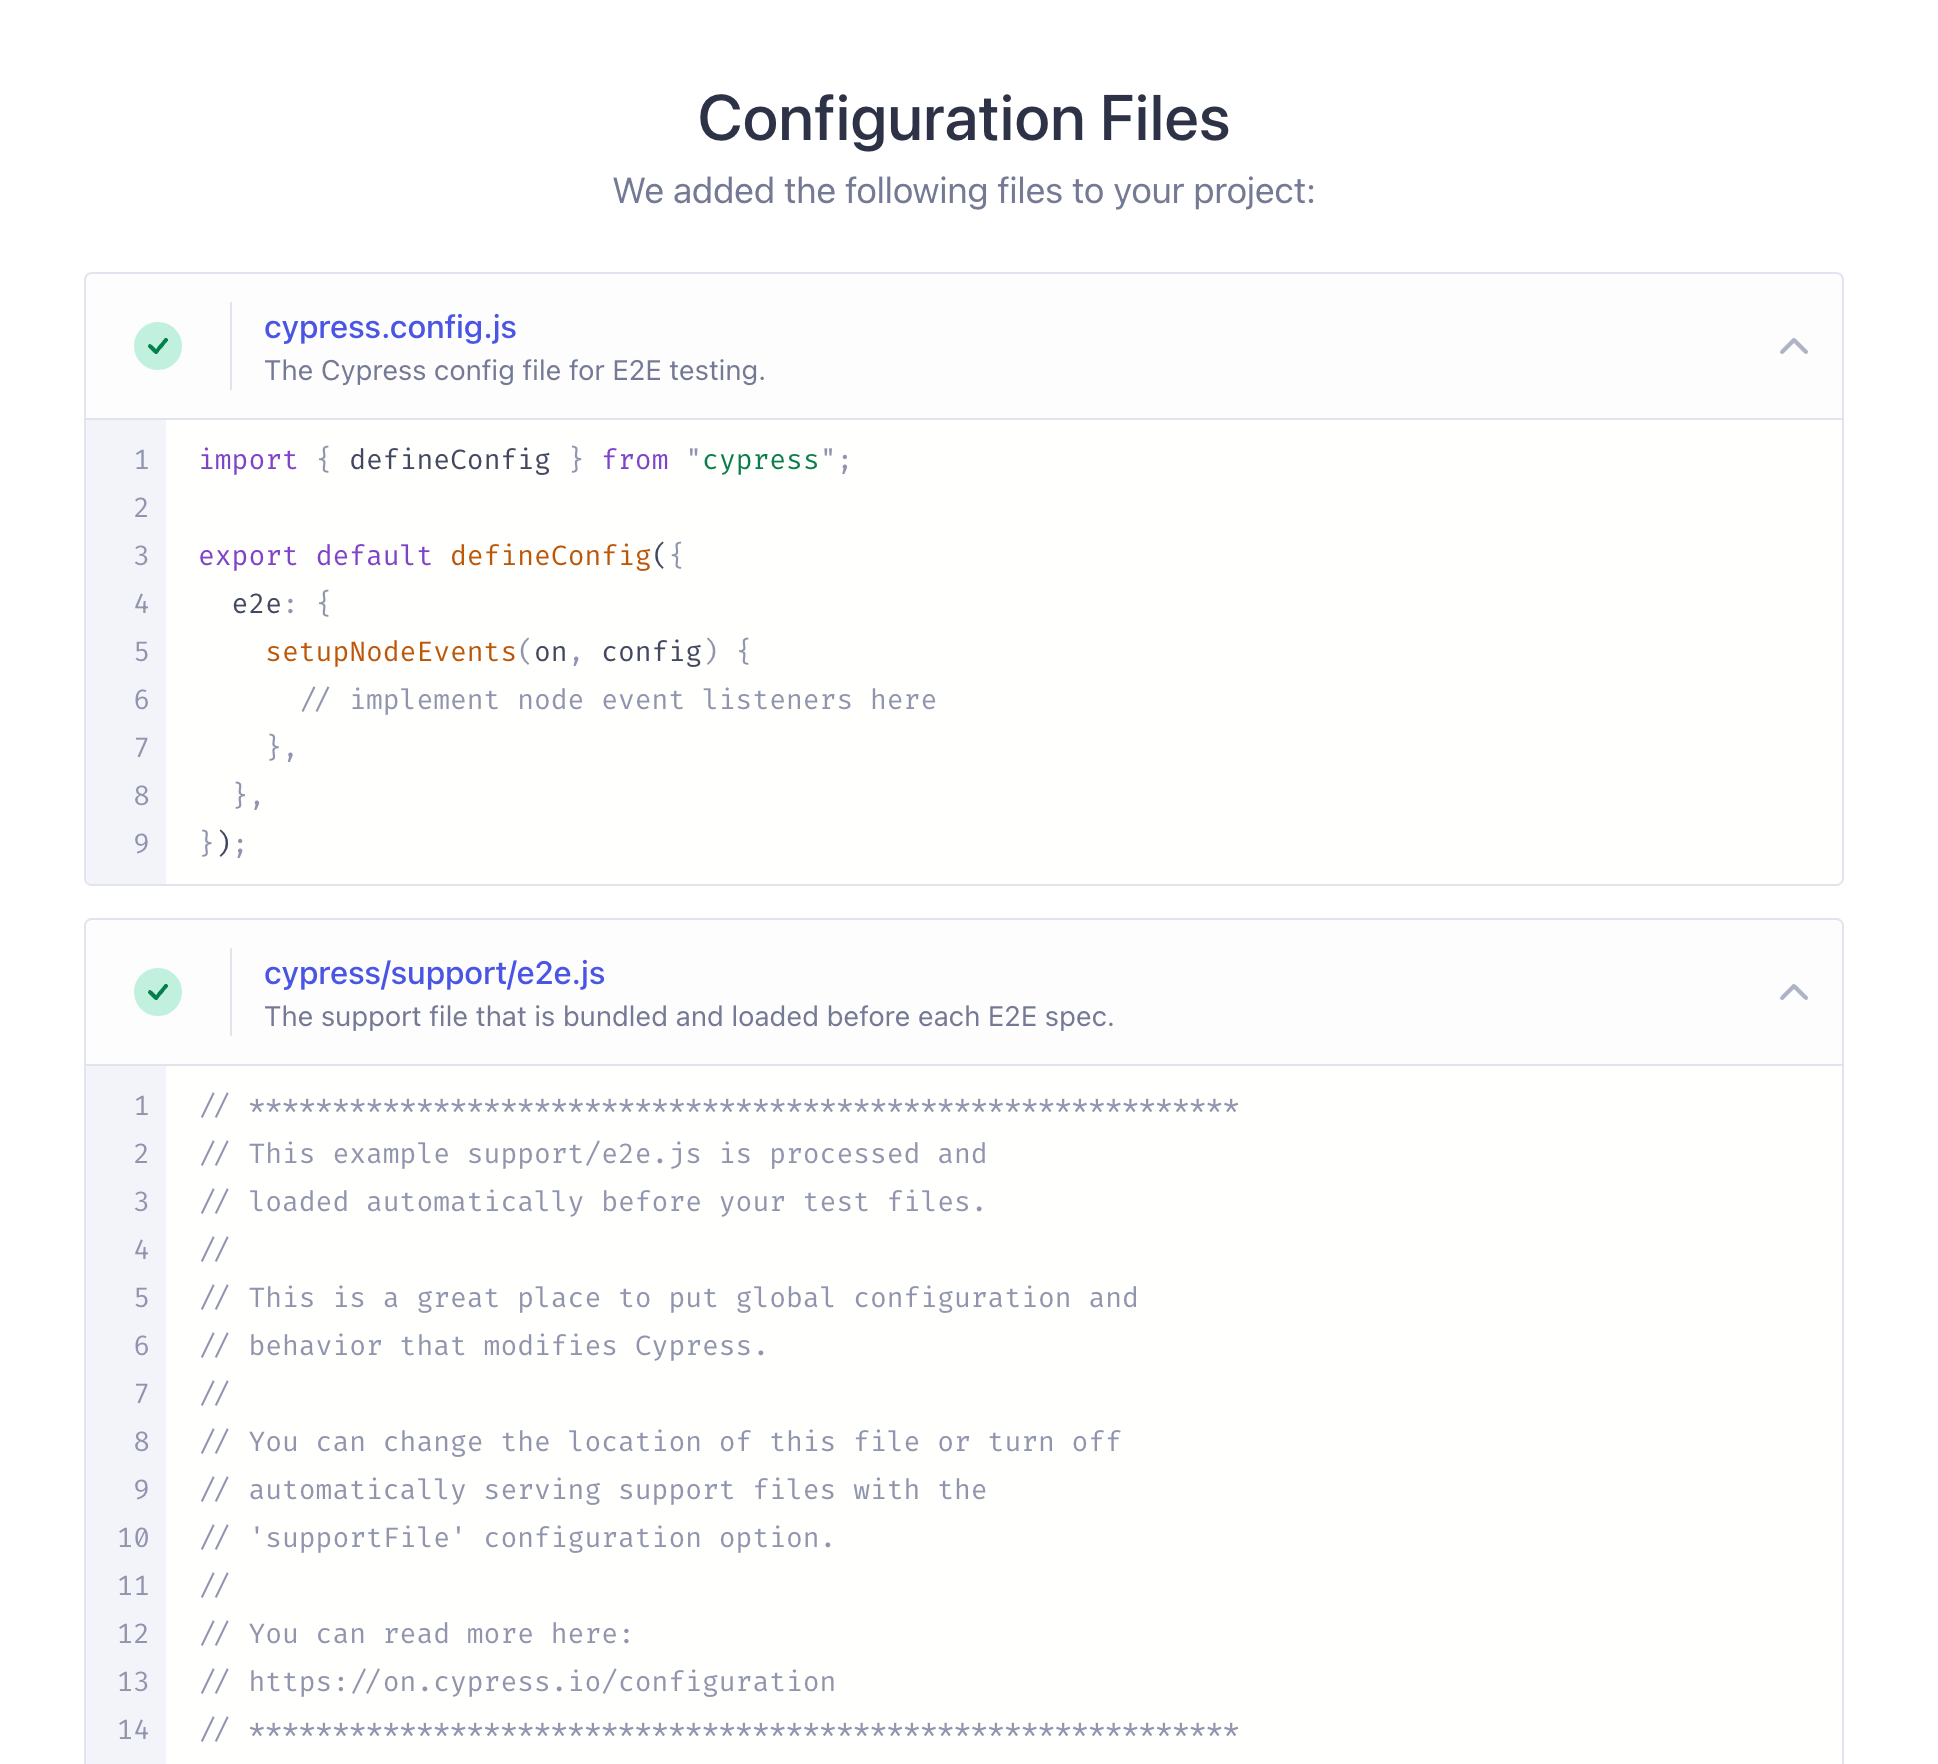 Configuration Files
We added the following files to your project:
cypress.config.js
The Cypress config file for E2E testing.
1 import { defineConfig } from "cypress";
2
3 export default defineConfig({
4   e2e: {
5     setupNodeEvents(on, config) {
6       // implement node event listeners here
7     },
8   },
9 });
cypress/support/e2e.js
The support file that is bundled and loaded before each E2E spec.
1 // ***********************************************************
2 // This example support/e2e.js is processed and
3 // loaded automatically before your test files.
4 //
5 // This is a great place to put global configuration and
6 // behavior that modifies Cypress.
7 //
8 // You can change the location of this file or turn off
9 // automatically serving support files with the
10 // 'supportFile' configuration option.
11 //
12 // You can read more here:
13 // https://on.cypress.io/configuration
14 // ***********************************************************